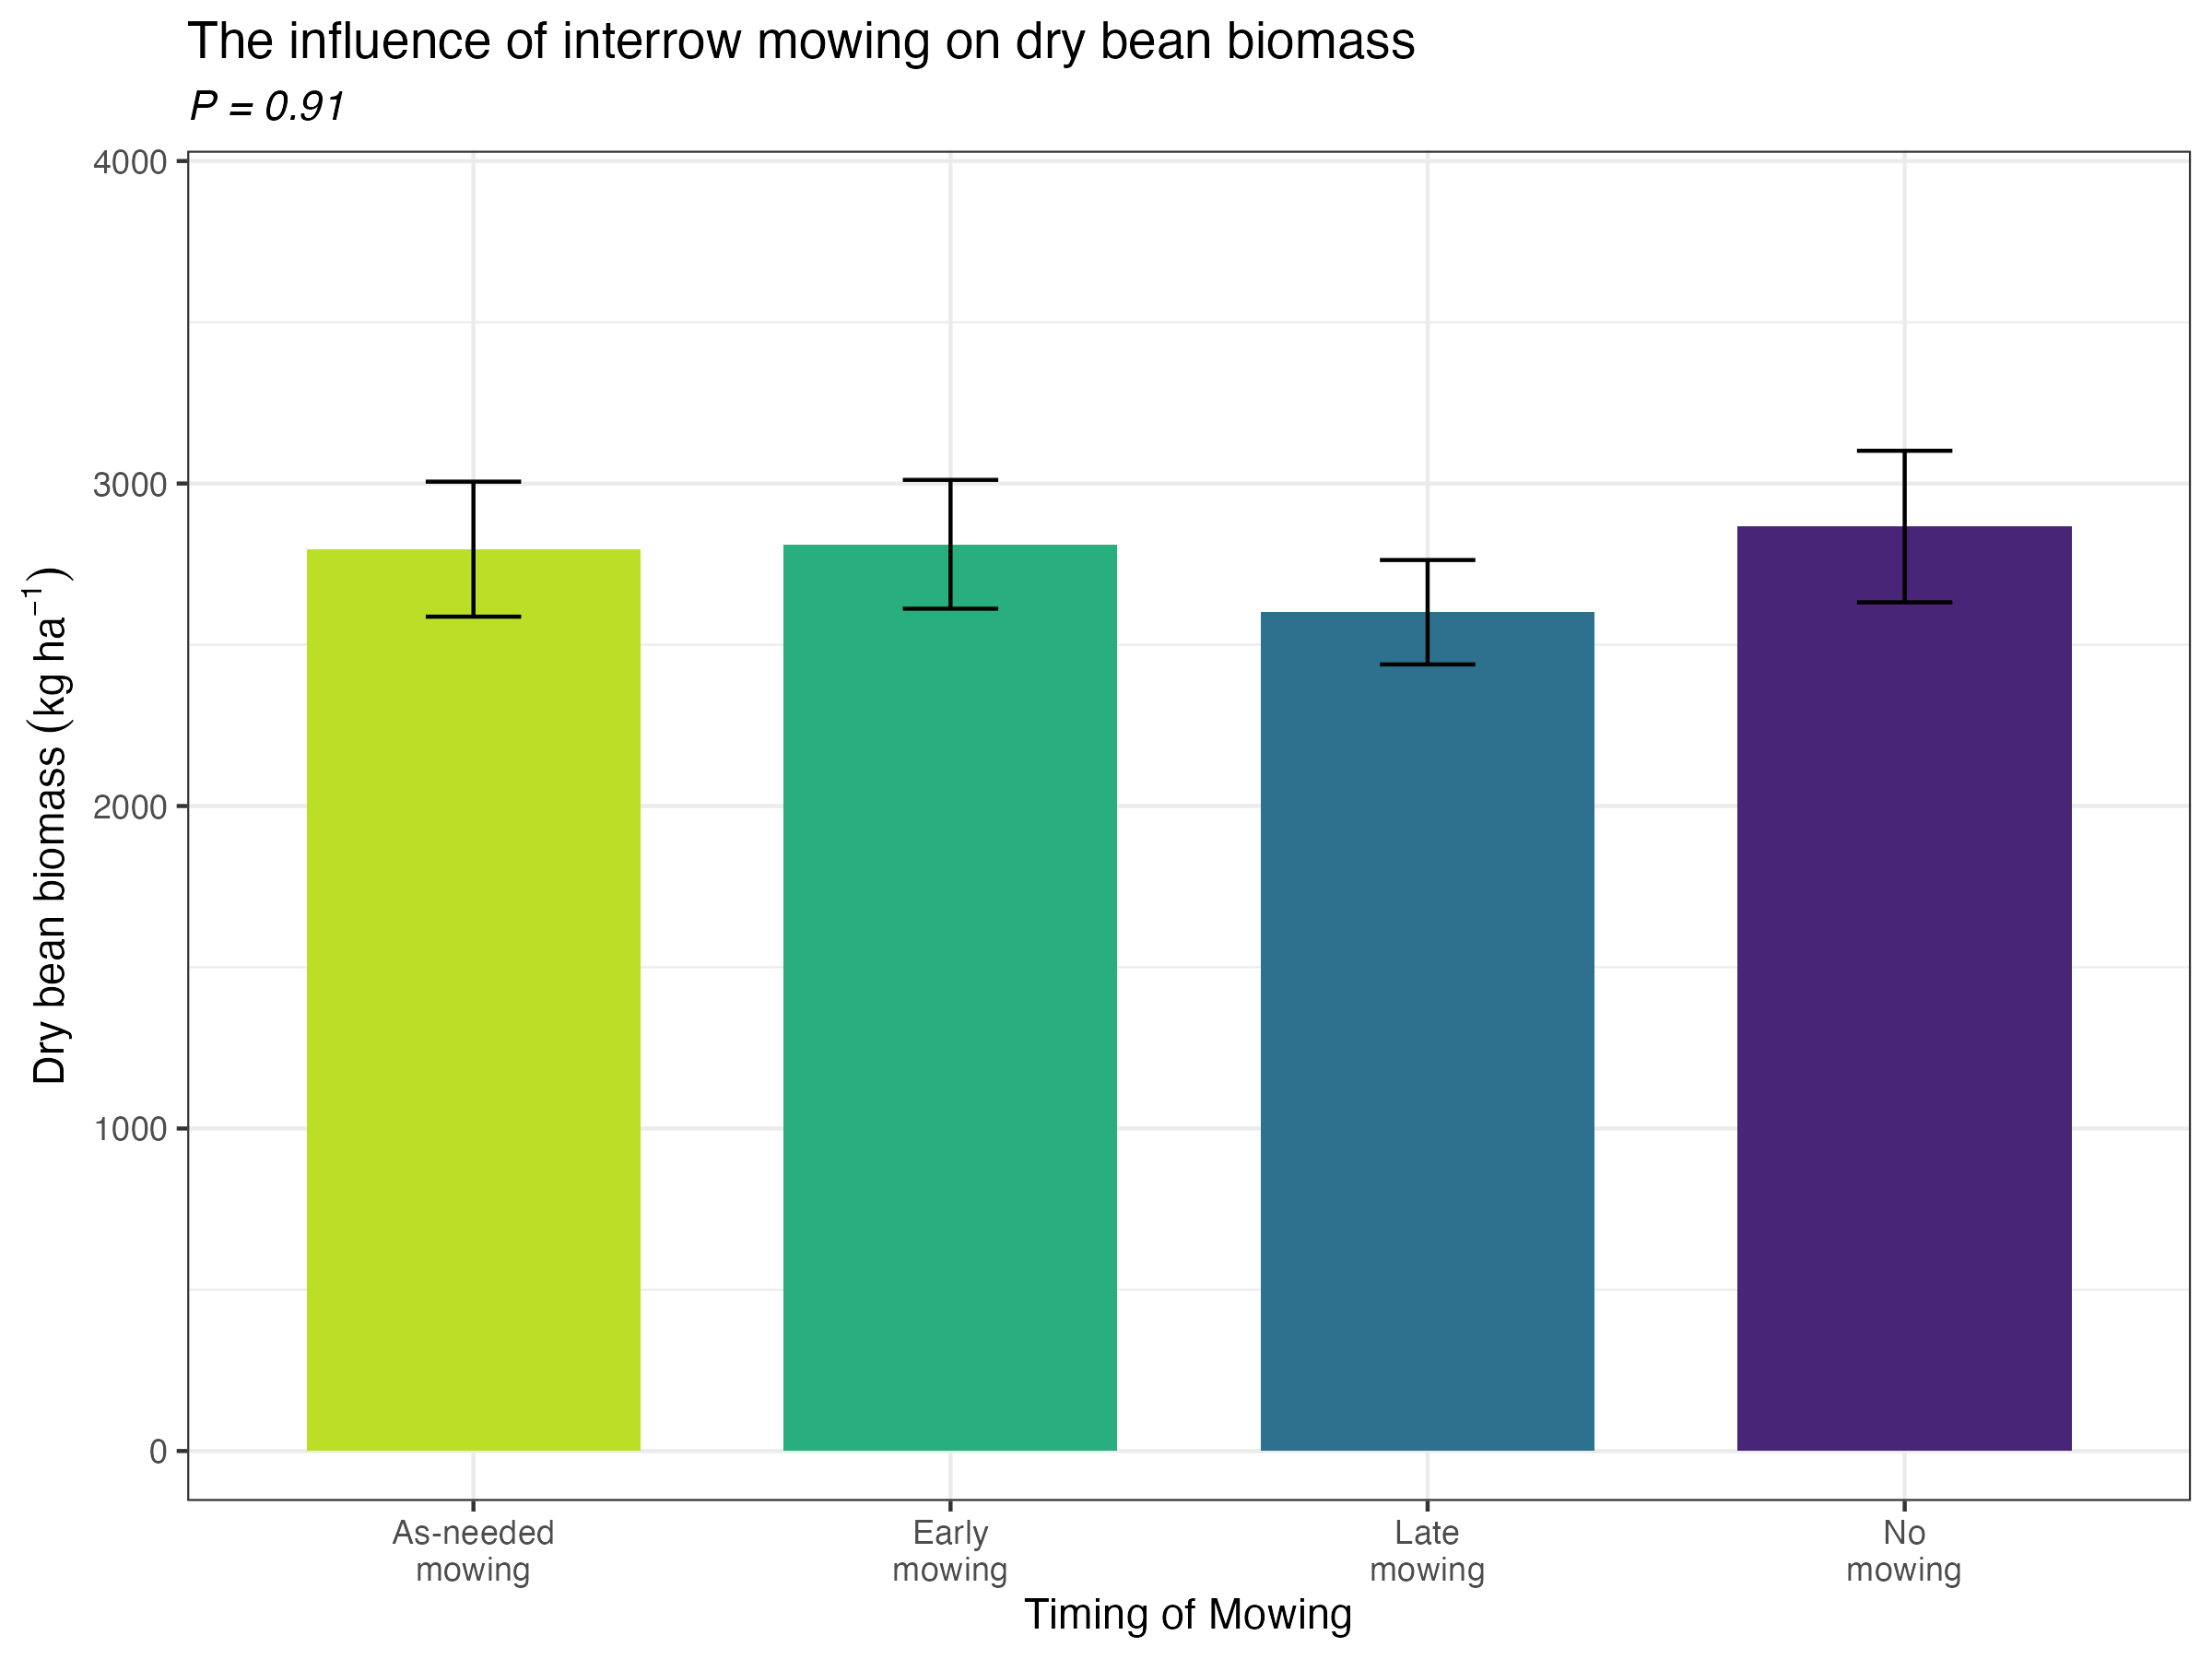 The influence of interrow mowing on dry bean biomass
P = 0.91
4000
3000
2000
1000
0
Dry bean biomass (kg ha⁻¹)
As-needed mowing
Early mowing
Late mowing
No mowing
Timing of Mowing